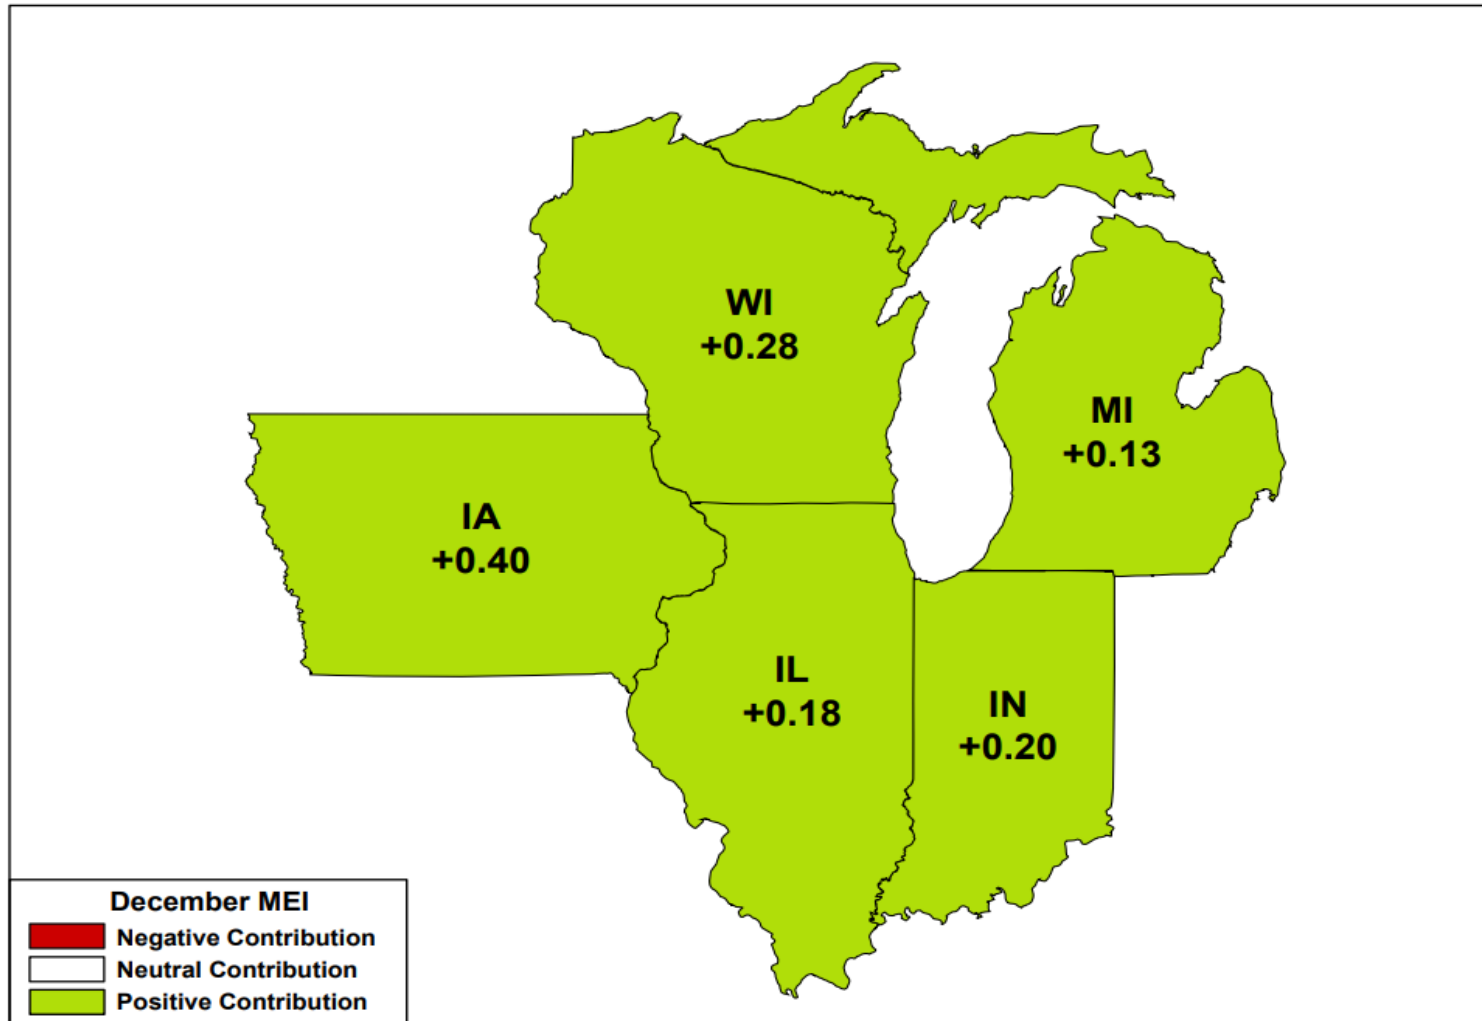 WI
+0.28
MI
+0.13
IA
+0.40
IL
+0.18
IN
+0.20
December MEI
Negative Contribution
Neutral Contribution
Positive Contribution